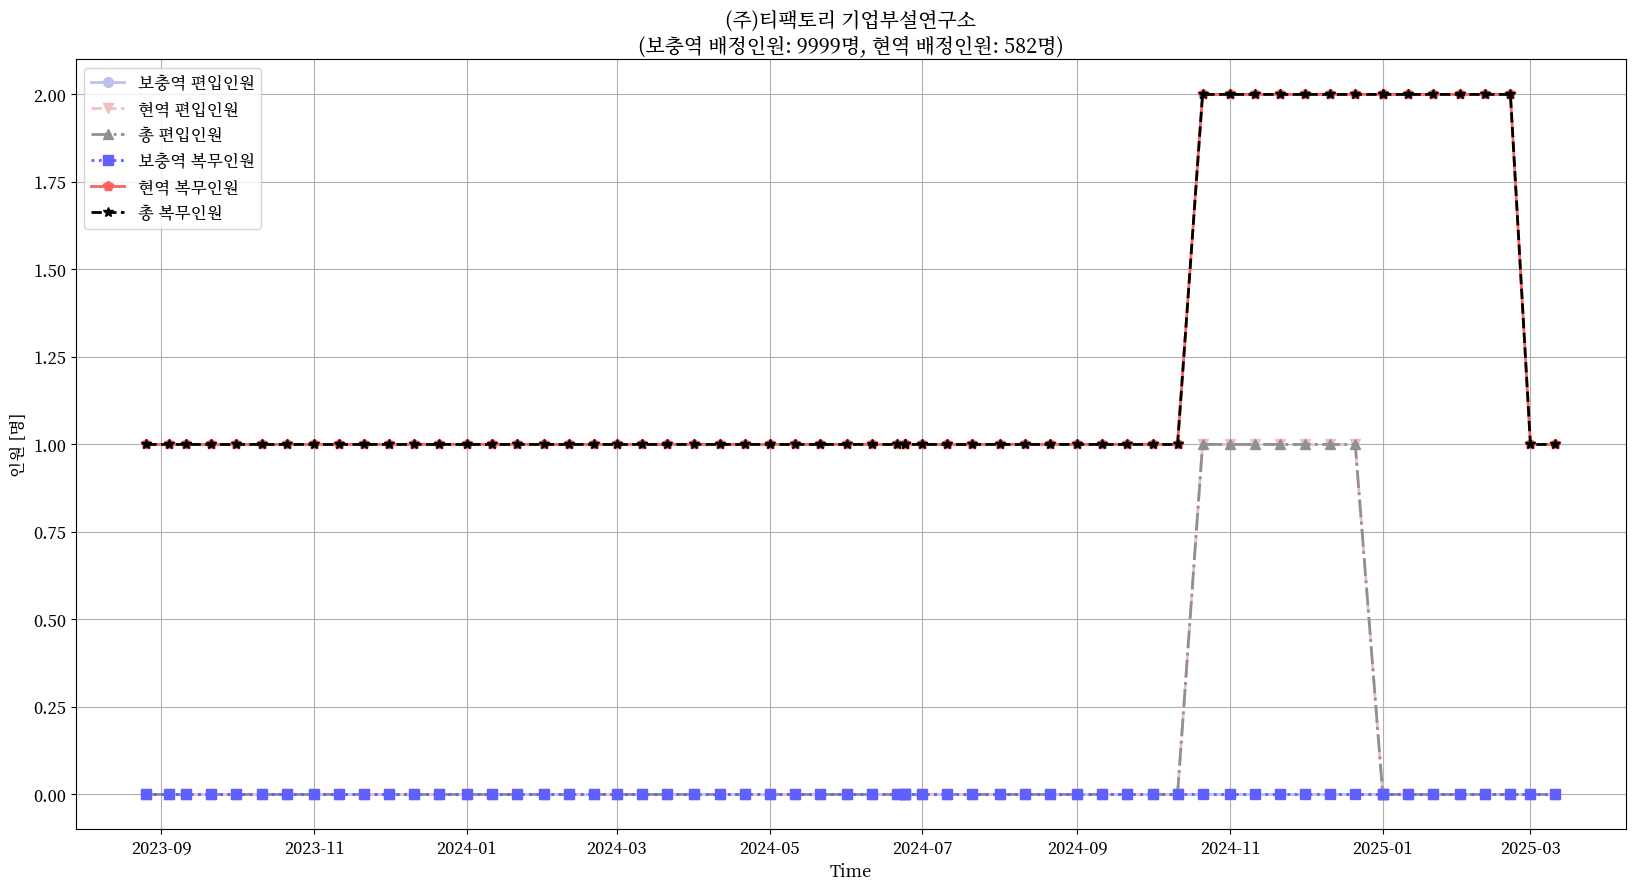 (주)티팩토리 기업부설연구소
(보충역 배정인원: 9999명, 현역 배정인원: 582명)
보충역 편입인원
현역 편입인원
총 편입인원
보충역 복무인원
현역 복무인원
총 복무인원
2.00
1.75
1.50
1.25
1.00
0.75
0.50
0.25
0.00
인원 [명]
2023-09
2023-11
2024-01
2024-03
2024-05
2024-07
2024-09
2024-11
2025-01
2025-03
Time